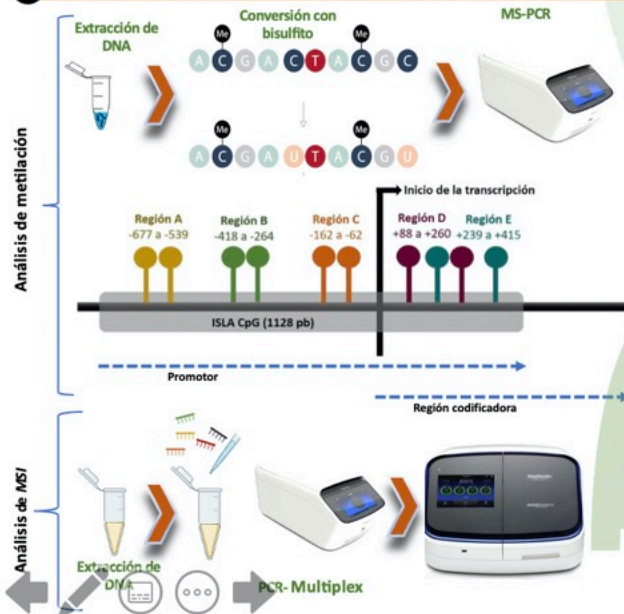 Extracción de
DNA
Conversión con
bisulfito
MS-PCR
Me
Me
A C G A C T A C G C
Me
Me
A C G A U T A C G U
Análisis de metilación
Inicio de la transcripción
Región A
-677 a -539
Región B
-418 a -264
Región C
-162 a -62
Región D
+88 a +260
Región E
+239 a +415
ISLA CpG (1128 pb)
Promotor
Región codificadora
Análisis de MSI
Extracción de
DNA
PCR- Multiplex